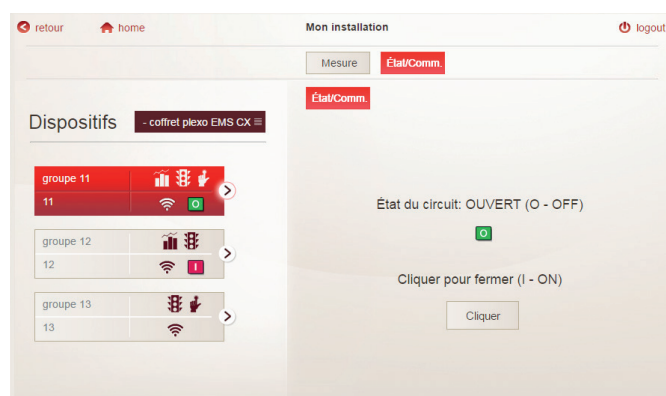 retour home Mon installation logout
Mesure État/Comm.
État/Comm.
Dispositifs - coffret plexo EMS CX
groupe 11
11 O
groupe 12
12 I
groupe 13
13
État du circuit: OUVERT (O - OFF)
O
Cliquer pour fermer (I - ON)
Cliquer